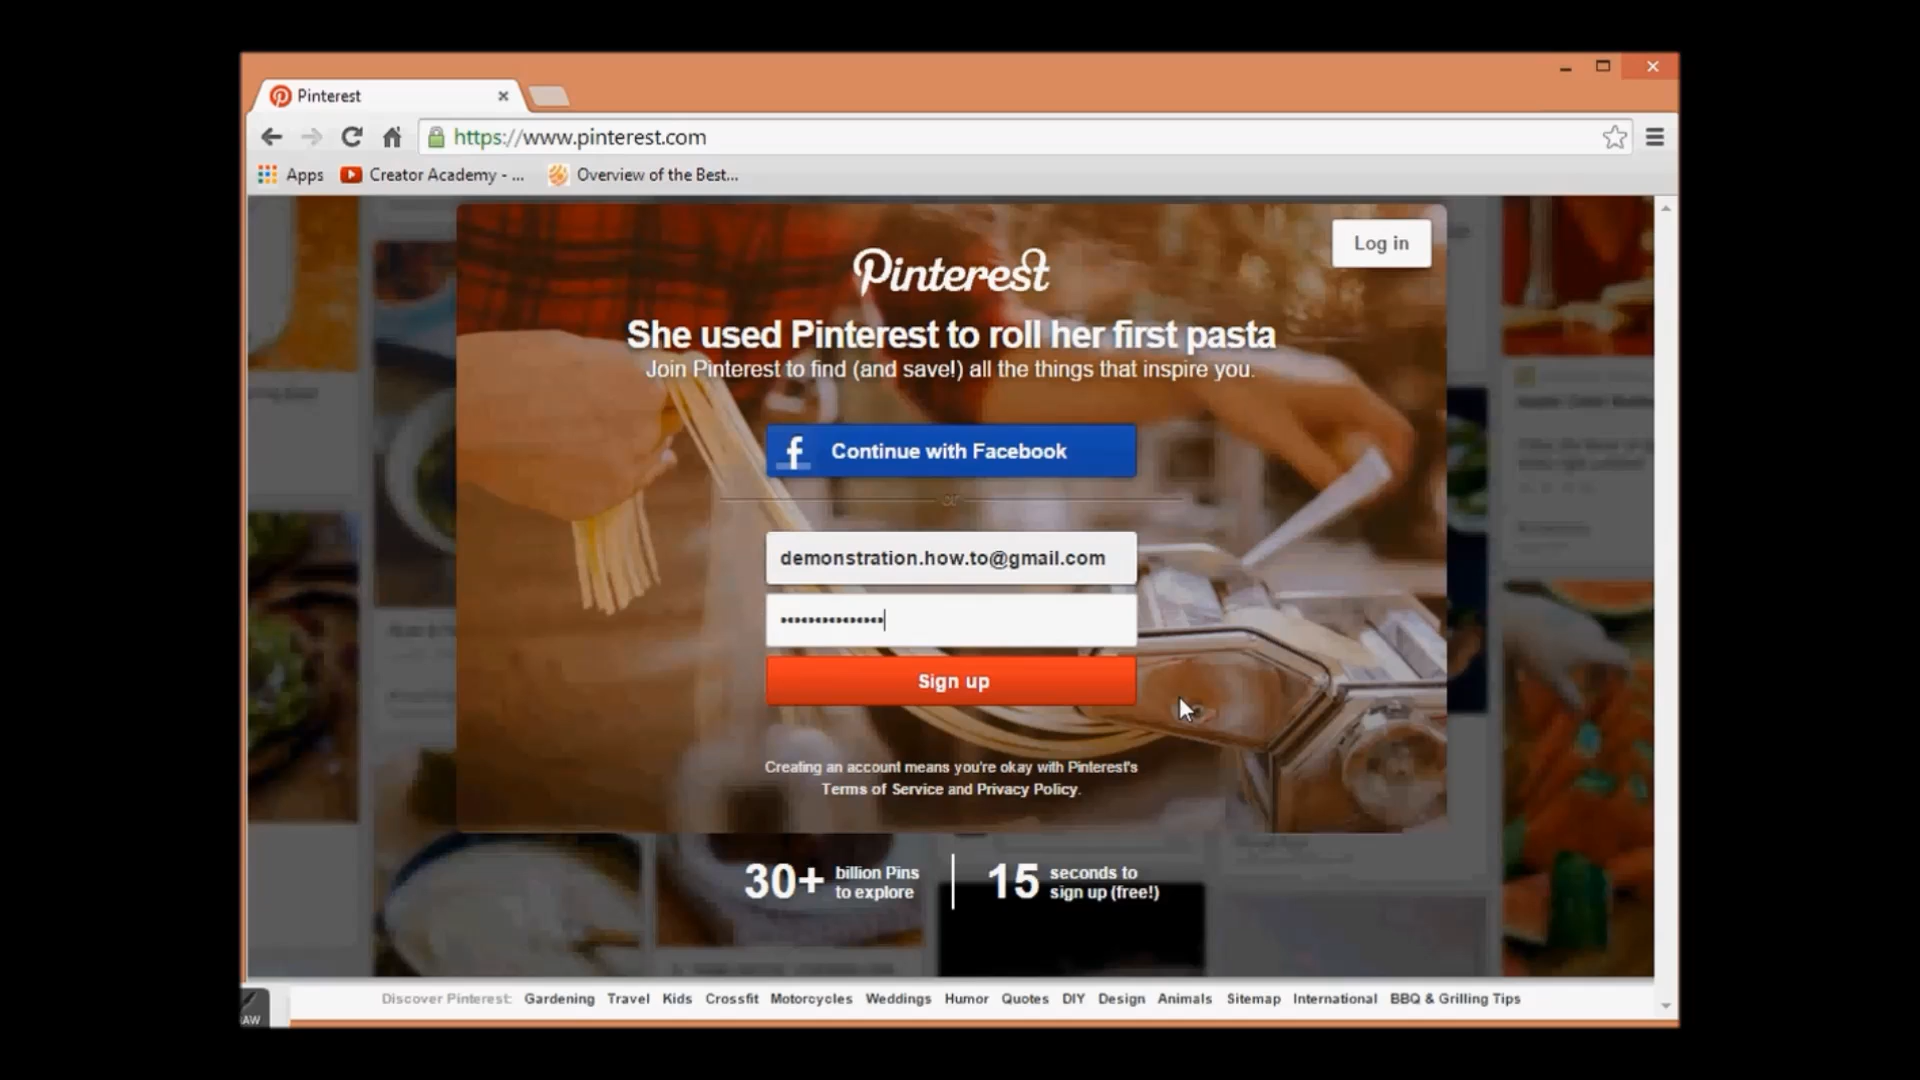 Pinterest
https://www.pinterest.com
Apps
Creator Academy - ...
Overview of the Best...
Log in
Pinterest
She used Pinterest to roll her first pasta
Join Pinterest to find (and save!) all the things that inspire you.
f Continue with Facebook
or
demonstration.how.to@gmail.com
•••••••••••••••
Sign up
Creating an account means you're okay with Pinterest's
Terms of Service and Privacy Policy.
30+ billion Pins
to explore
15 seconds to
sign up (free!)
Discover Pinterest: Gardening Travel Kids Crossfit Motorcycles Weddings Humor Quotes DIY Design Animals Sitemap International BBQ & Grilling Tips
AW